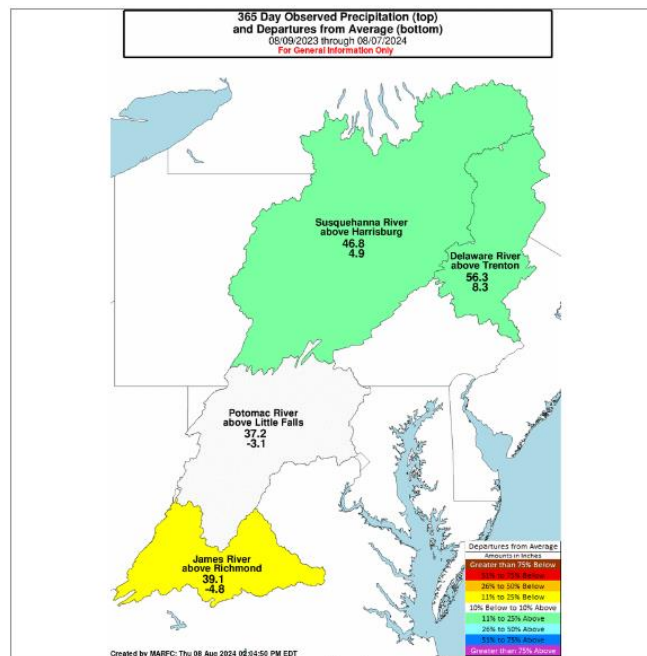 365 Day Observed Precipitation (top)
and Departures from Average (bottom)
08/09/2023 through 08/07/2024
For General Information Only
Susquehanna River
above Harrisburg
46.8
4.9
Delaware River
above Trenton
56.3
8.3
Potomac River
above Little Falls
37.2
-3.1
James River
above Richmond
39.1
-4.8
Departures from Average
Amounts in Inches
Greater than 75% Below
51% to 75% Below
26% to 50% Below
11% to 25% Below
10% Below to 10% Above
11% to 25% Above
26% to 50% Above
51% to 75% Above
Greater than 75% Above
Created by MARFC: Thu 08 Aug 2024 :04:50 PM EDT